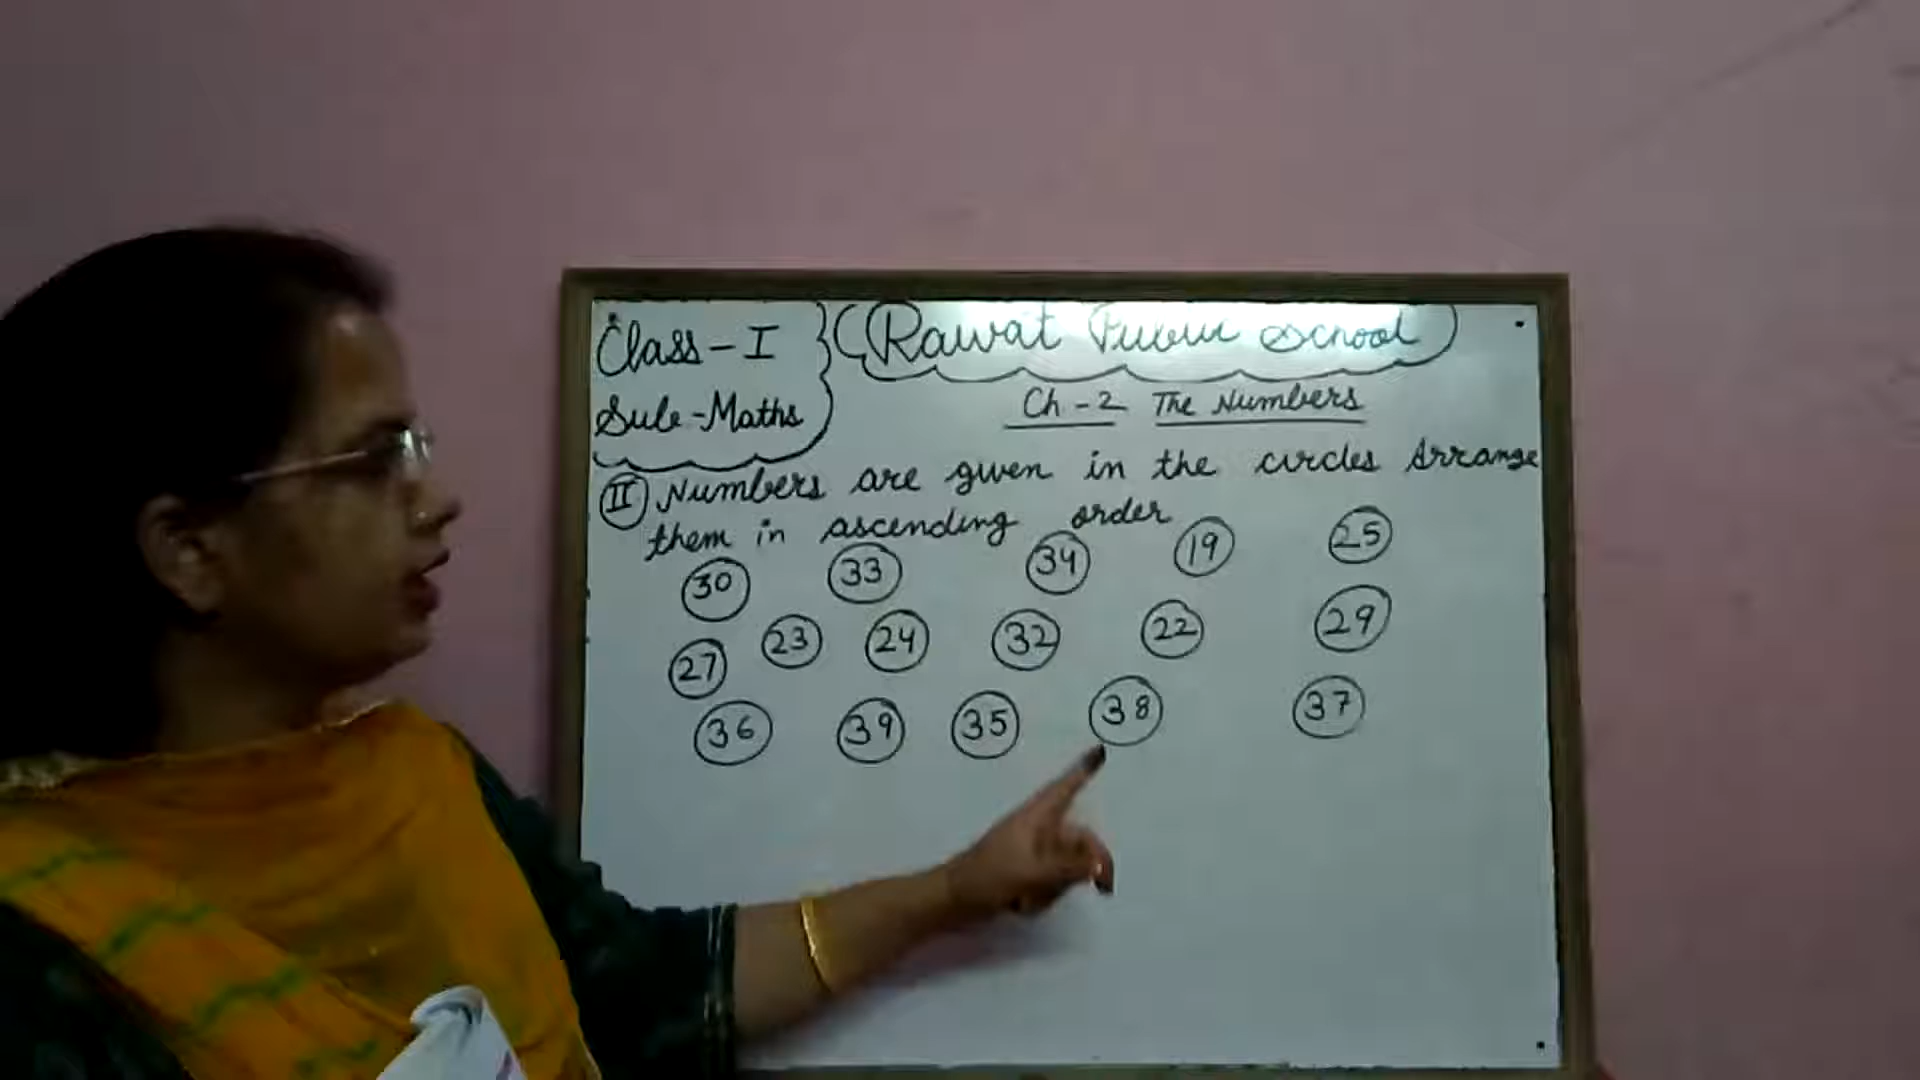 Class-I
Sub-Maths
Rawat Public School
Ch-2 The Numbers
II Numbers are given in the circles Arrange
them in ascending order
30 33 34 19 25
27 23 24 32 22 29
36 39 35 38 37